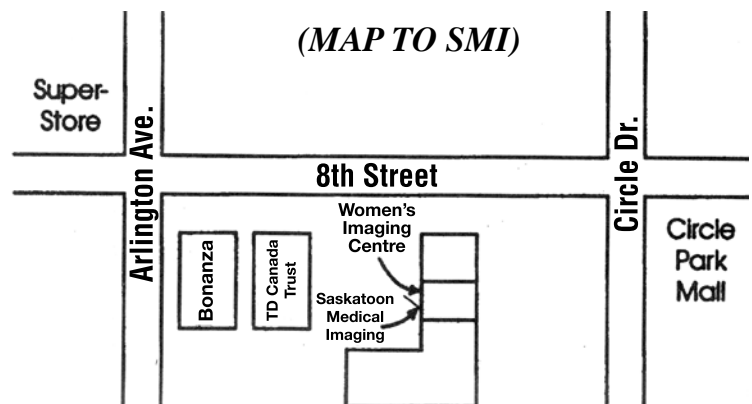 (MAP TO SMI)
Super-
Store
Arlington Ave.
8th Street
Circle Dr.
Women's
Imaging
Centre
Bonanza
TD Canada
Trust
Saskatoon
Medical
Imaging
Circle
Park
Mall